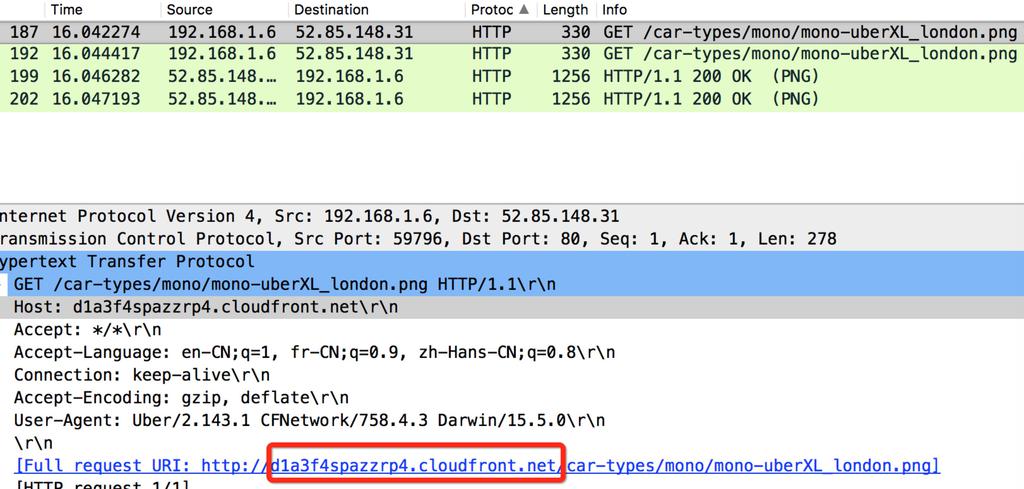 Time Source Destination Protoc ▲ Length Info
187 16.042274 192.168.1.6 52.85.148.31 HTTP 330 GET /car-types/mono/mono-uberXL_london.png
192 16.044417 192.168.1.6 52.85.148.31 HTTP 330 GET /car-types/mono/mono-uberXL_london.png
199 16.046282 52.85.148.… 192.168.1.6 HTTP 1256 HTTP/1.1 200 OK (PNG)
202 16.047193 52.85.148.… 192.168.1.6 HTTP 1256 HTTP/1.1 200 OK (PNG)
nternet Protocol Version 4, Src: 192.168.1.6, Dst: 52.85.148.31
ransmission Control Protocol, Src Port: 59796, Dst Port: 80, Seq: 1, Ack: 1, Len: 278
ypertext Transfer Protocol
GET /car-types/mono/mono-uberXL_london.png HTTP/1.1\r\n
Host: d1a3f4spazzrp4.cloudfront.net\r\n
Accept: */*\r\n
Accept-Language: en-CN;q=1, fr-CN;q=0.9, zh-Hans-CN;q=0.8\r\n
Connection: keep-alive\r\n
Accept-Encoding: gzip, deflate\r\n
User-Agent: Uber/2.143.1 CFNetwork/758.4.3 Darwin/15.5.0\r\n
\r\n
[Full request URI: http://d1a3f4spazzrp4.cloudfront.net/car-types/mono/mono-uberXL_london.png]
[HTTP request 1/1]